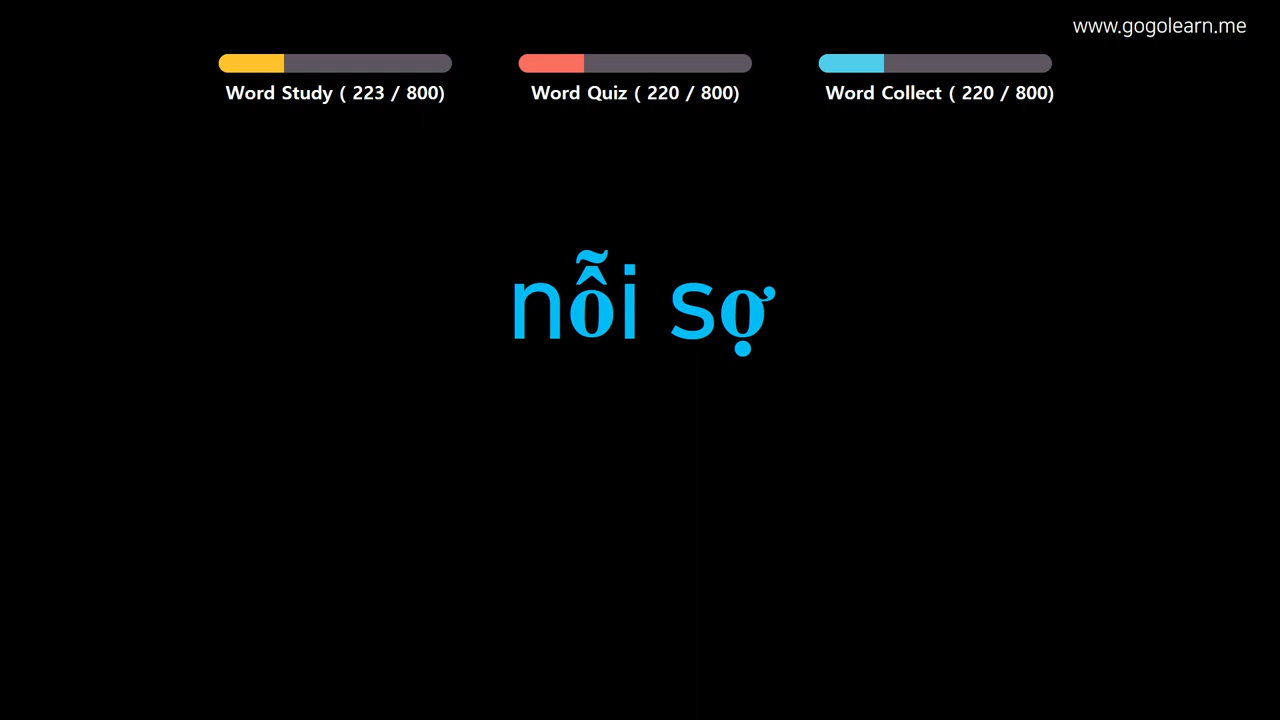 www.gogolearn.me
Word Study ( 223 / 800)
Word Quiz ( 220 / 800)
Word Collect ( 220 / 800)
nỗi sợ